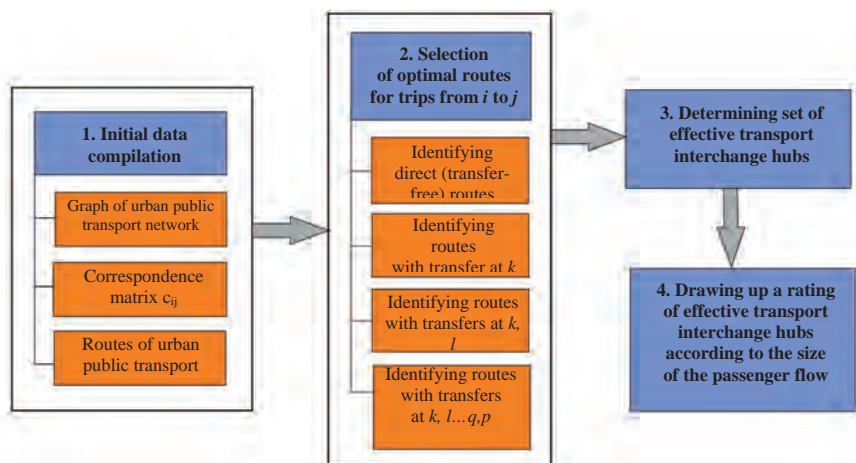 1. Initial data
compilation
Graph of urban public
transport network
Correspondence
matrix cij
Routes of urban
public transport
2. Selection
of optimal routes
for trips from i to j
Identifying
direct (transfer-
free) routes
Identifying
routes
with transfer at k
Identifying routes
with transfers at k,
l
Identifying routes
with transfers
at k, l...q,p
3. Determining set of
effective transport
interchange hubs
4. Drawing up a rating
of effective transport
interchange hubs
according to the size
of the passenger flow